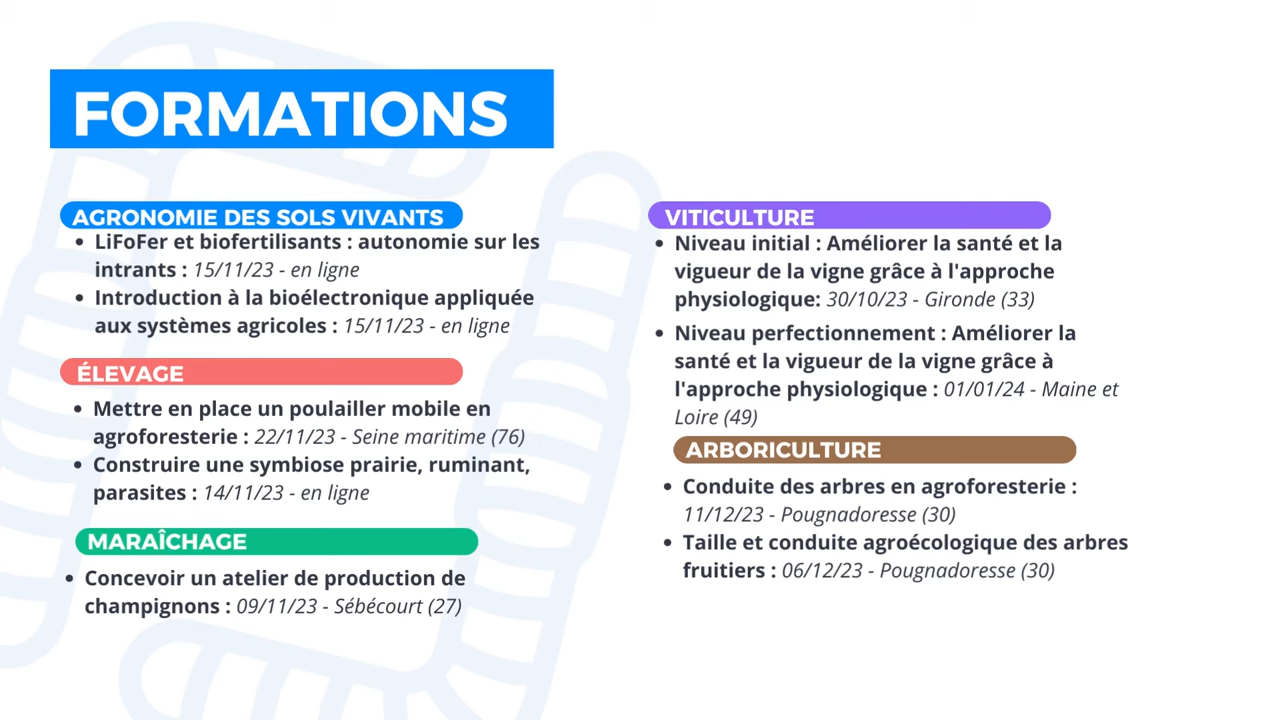 FORMATIONS
AGRONOMIE DES SOLS VIVANTS
• LiFoFer et biofertilisants : autonomie sur les
intrants : 15/11/23 - en ligne
• Introduction à la bioélectronique appliquée
aux systèmes agricoles : 15/11/23 - en ligne
ÉLEVAGE
• Mettre en place un poulailler mobile en
agroforesterie : 22/11/23 - Seine maritime (76)
• Construire une symbiose prairie, ruminant,
parasites : 14/11/23 - en ligne
MARAÎCHAGE
• Concevoir un atelier de production de
champignons : 09/11/23 - Sébécourt (27)
VITICULTURE
• Niveau initial : Améliorer la santé et la
vigueur de la vigne grâce à l'approche
physiologique: 30/10/23 - Gironde (33)
• Niveau perfectionnement : Améliorer la
santé et la vigueur de la vigne grâce à
l'approche physiologique : 01/01/24 - Maine et
Loire (49)
ARBORICULTURE
• Conduite des arbres en agroforesterie :
11/12/23 - Pougnadoresse (30)
• Taille et conduite agroécologique des arbres
fruitiers : 06/12/23 - Pougnadoresse (30)